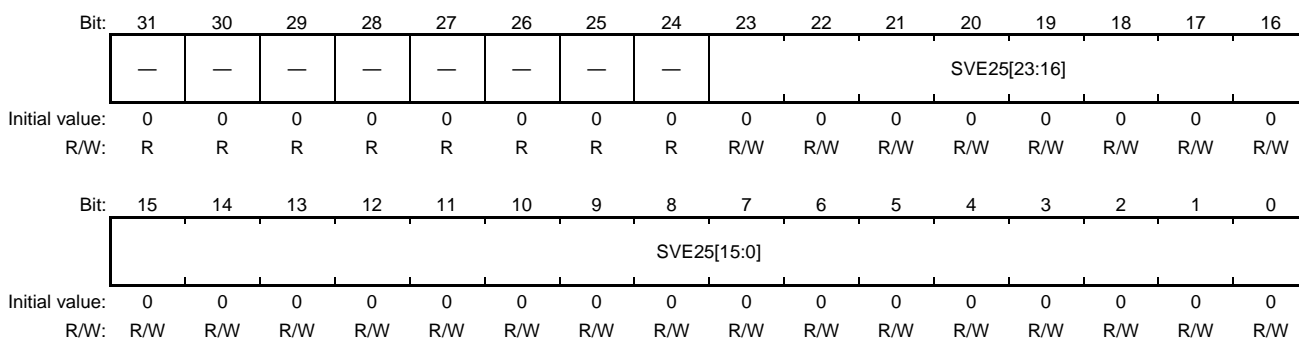 Bit: 31 30 29 28 27 26 25 24 23 22 21 20 19 18 17 16
— — — — — — — — SVE25[23:16]
Initial value: 0 0 0 0 0 0 0 0 0 0 0 0 0 0 0 0
R/W: R R R R R R R R R/W R/W R/W R/W R/W R/W R/W R/W
Bit: 15 14 13 12 11 10 9 8 7 6 5 4 3 2 1 0
SVE25[15:0]
Initial value: 0 0 0 0 0 0 0 0 0 0 0 0 0 0 0 0
R/W: R/W R/W R/W R/W R/W R/W R/W R/W R/W R/W R/W R/W R/W R/W R/W R/W